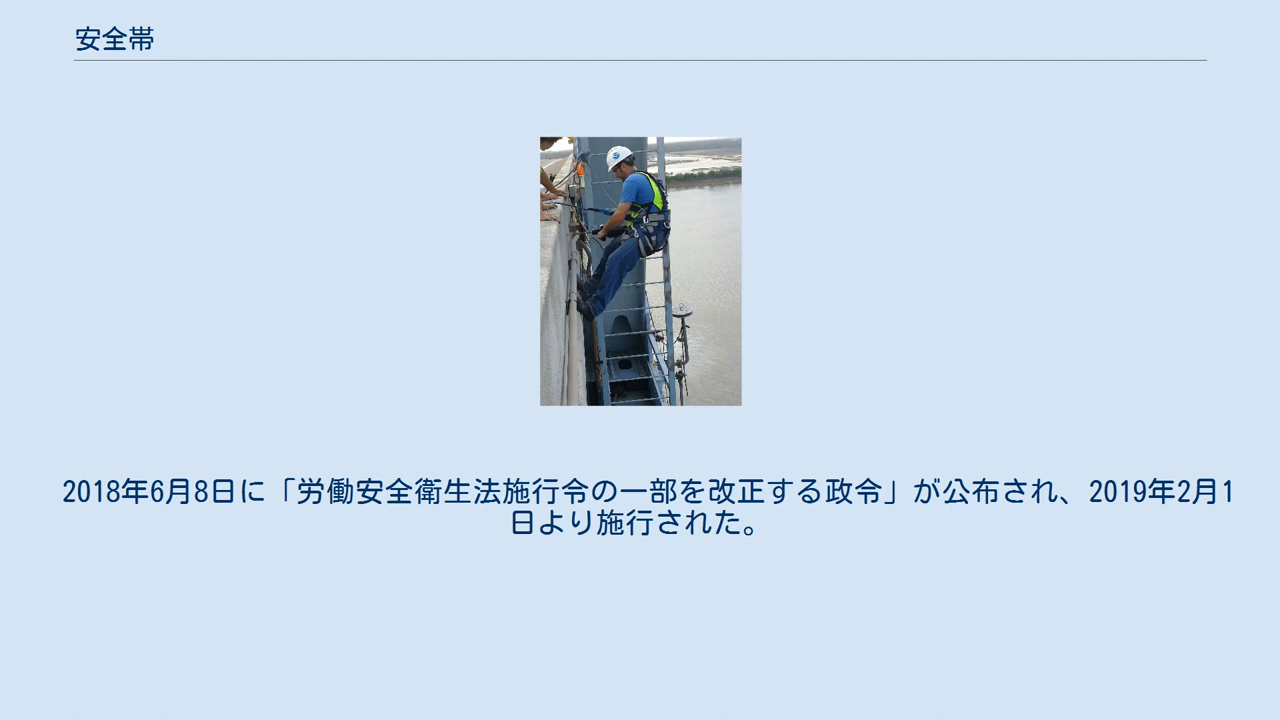 安全帯
2018年6月8日に「労働安全衛生法施行令の一部を改正する政令」が公布され、2019年2月1
日より施行された。